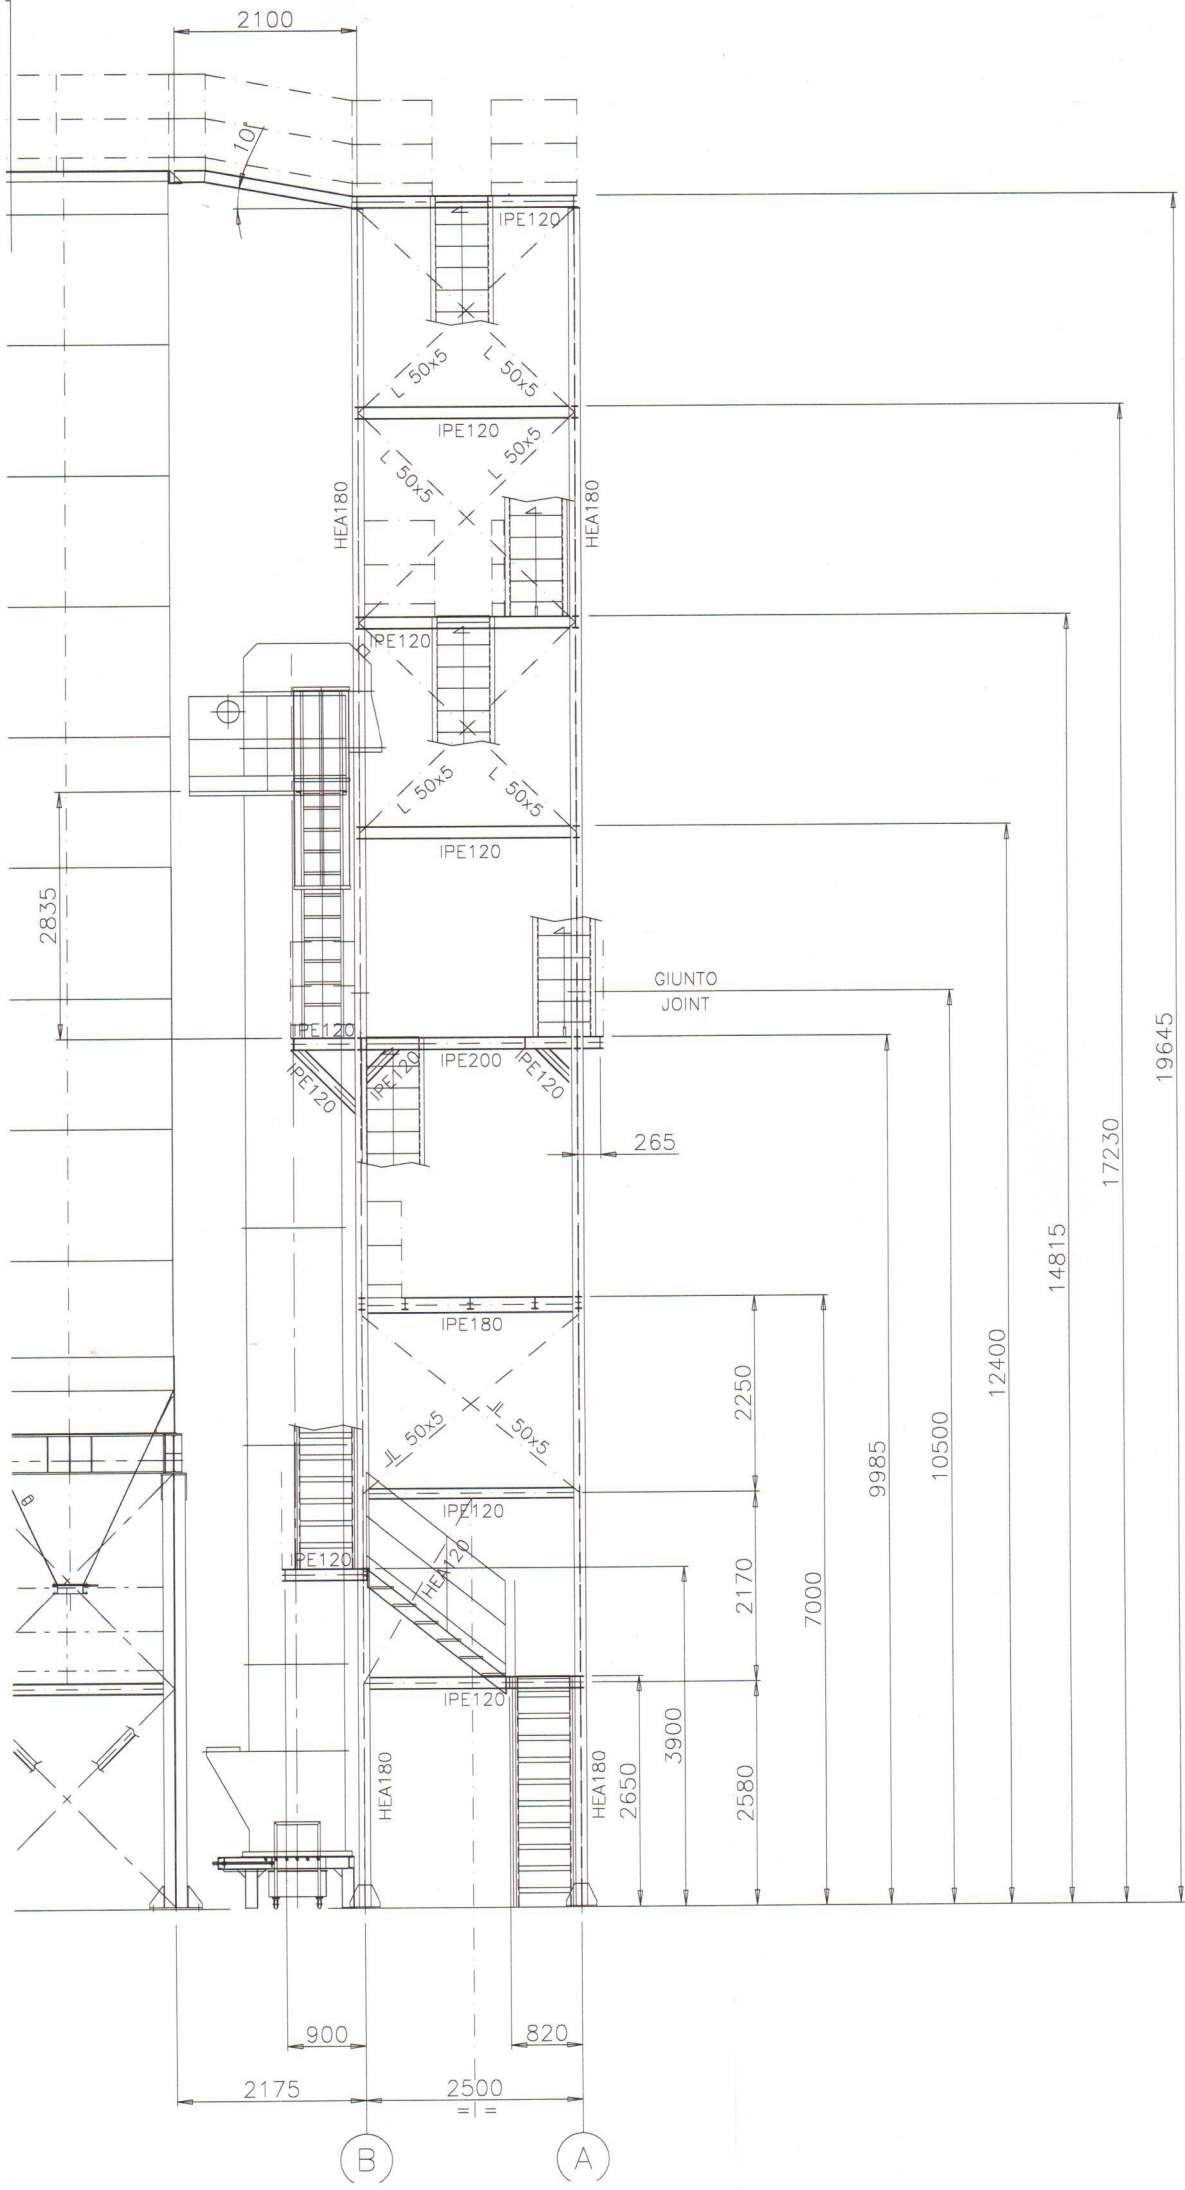 2100
10°
IPE120
L 50x5
L 50x5
IPE120
L 50x5
L 50x5
HEA180
HEA180
IPE120
L 50x5
L 50x5
IPE120
2835
GIUNTO
JOINT
IPE120
IPE200
IPE120
IPE120
IPE120
265
19645
17230
14815
12400
10500
9985
IPE180
2250
JL 50x5
JL 50x5
IPE120
IPE120
HEA120
2170
7000
IPE120
3900
2650
2580
HEA180
HEA180
900
820
2175
2500
= =
B
A